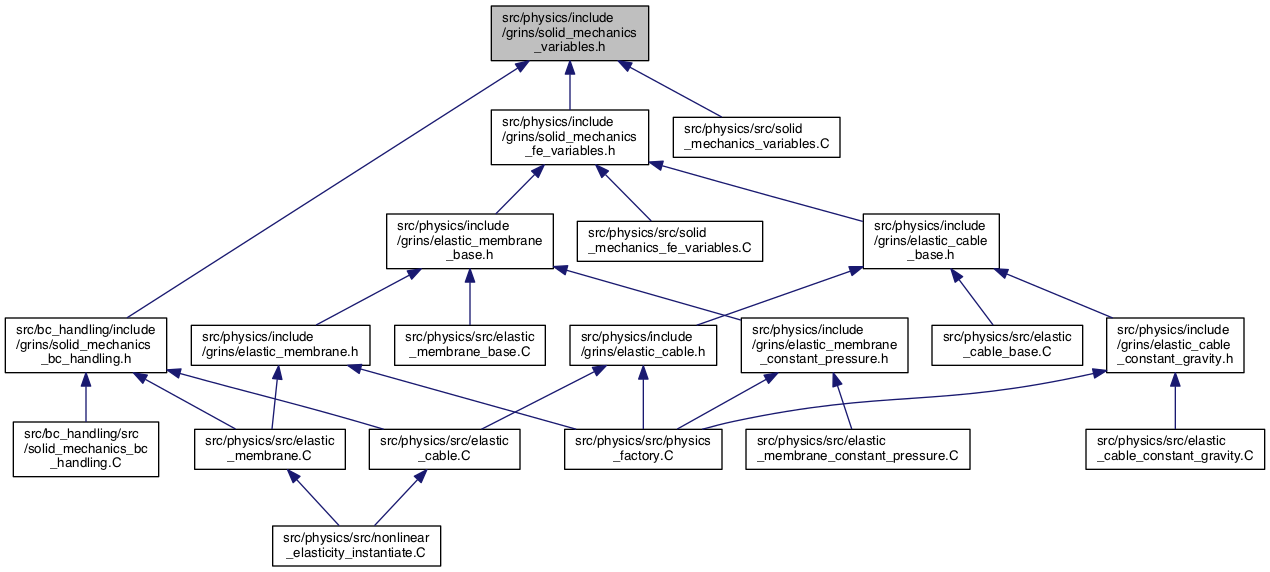 src/physics/include
/grins/solid_mechanics
_variables.h
src/physics/include
/grins/solid_mechanics
_fe_variables.h
src/physics/src/solid
_mechanics_variables.C
src/physics/include
/grins/elastic_membrane
_base.h
src/physics/src/solid
_mechanics_fe_variables.C
src/physics/include
/grins/elastic_cable
_base.h
src/bc_handling/include
/grins/solid_mechanics
_bc_handling.h
src/physics/include
/grins/elastic_membrane.h
src/physics/src/elastic
_membrane_base.C
src/physics/include
/grins/elastic_cable.h
src/physics/include
/grins/elastic_membrane
_constant_pressure.h
src/physics/src/elastic
_cable_base.C
src/physics/include
/grins/elastic_cable
_constant_gravity.h
src/bc_handling/src
/solid_mechanics_bc
_handling.C
src/physics/src/elastic
_membrane.C
src/physics/src/elastic
_cable.C
src/physics/src/physics
_factory.C
src/physics/src/elastic
_membrane_constant_pressure.C
src/physics/src/elastic
_cable_constant_gravity.C
src/physics/src/nonlinear
_elasticity_instantiate.C